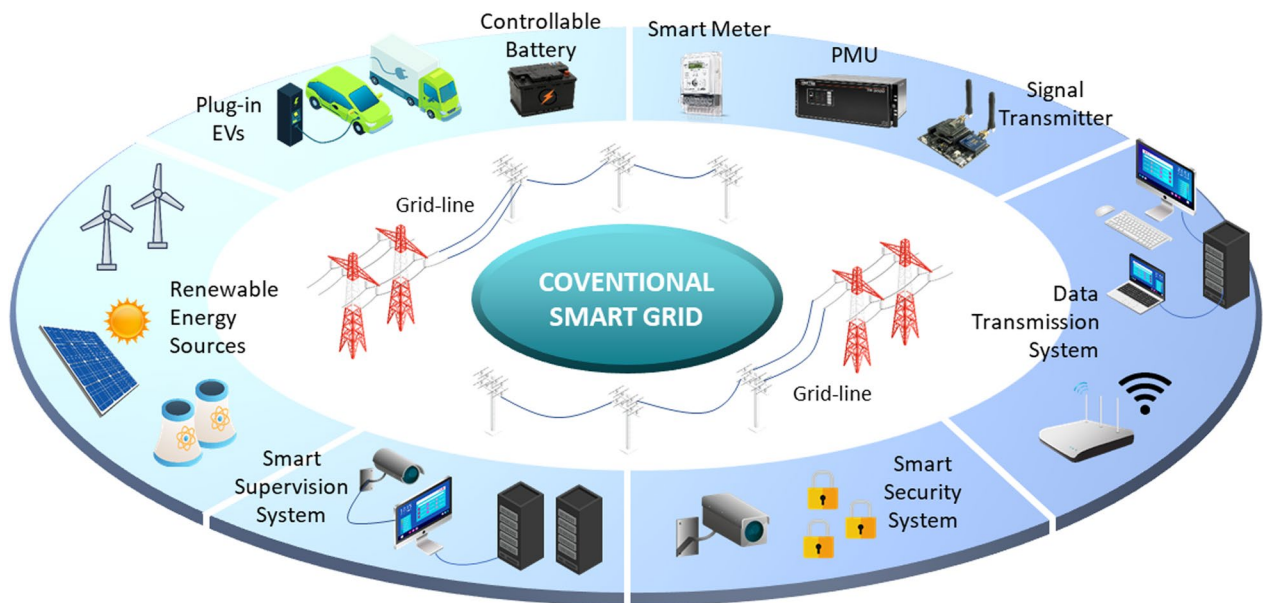 Controllable
Battery
Smart Meter
PMU
Signal
Transmitter
Plug-in
EVs
Grid-line
COVENTIONAL
SMART GRID
Renewable
Energy
Sources
Data
Transmission
System
Grid-line
Smart
Supervision
System
Smart
Security
System